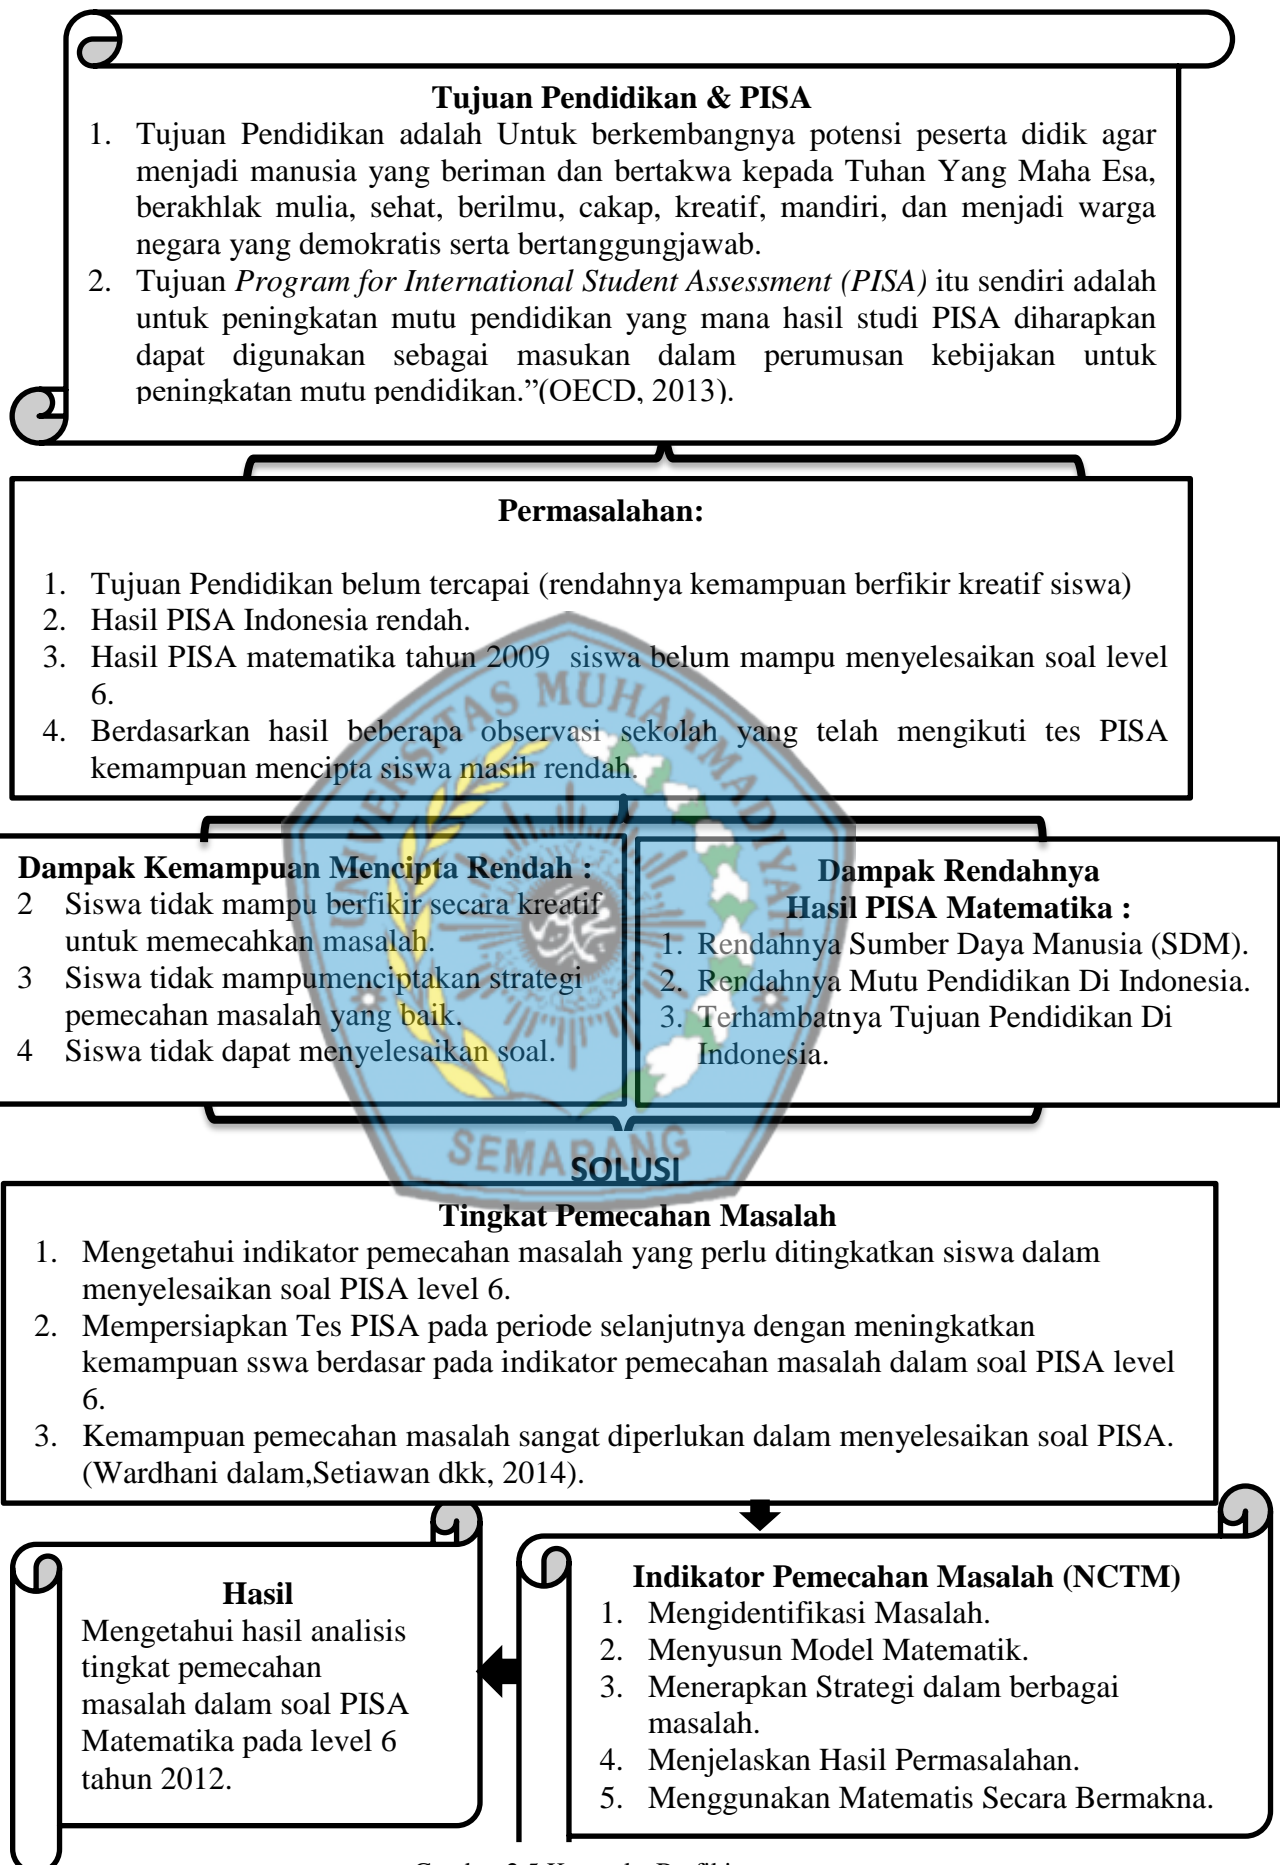 Tujuan Pendidikan & PISA
1. Tujuan Pendidikan adalah Untuk berkembangnya potensi peserta didik agar
menjadi manusia yang beriman dan bertakwa kepada Tuhan Yang Maha Esa,
berakhlak mulia, sehat, berilmu, cakap, kreatif, mandiri, dan menjadi warga
negara yang demokratis serta bertanggungjawab.
2. Tujuan Program for International Student Assessment (PISA) itu sendiri adalah
untuk peningkatan mutu pendidikan yang mana hasil studi PISA diharapkan
dapat digunakan sebagai masukan dalam perumusan kebijakan untuk
peningkatan mutu pendidikan.”(OECD, 2013).
Permasalahan:
1. Tujuan Pendidikan belum tercapai (rendahnya kemampuan berfikir kreatif siswa)
2. Hasil PISA Indonesia rendah.
3. Hasil PISA matematika tahun 2009 siswa belum mampu menyelesaikan soal level
6.
4. Berdasarkan hasil beberapa observasi sekolah yang telah mengikuti tes PISA
kemampuan mencipta siswa masih rendah.
UNIVERSITAS MUHAMMADIYAH
SEMARANG
Dampak Kemampuan Mencipta Rendah :
2 Siswa tidak mampu berfikir secara kreatif
untuk memecahkan masalah.
3 Siswa tidak mampumenciptakan strategi
pemecahan masalah yang baik.
4 Siswa tidak dapat menyelesaikan soal.
Dampak Rendahnya
Hasil PISA Matematika :
1. Rendahnya Sumber Daya Manusia (SDM).
2. Rendahnya Mutu Pendidikan Di Indonesia.
3. Terhambatnya Tujuan Pendidikan Di
Indonesia.
SOLUSI
Tingkat Pemecahan Masalah
1. Mengetahui indikator pemecahan masalah yang perlu ditingkatkan siswa dalam
menyelesaikan soal PISA level 6.
2. Mempersiapkan Tes PISA pada periode selanjutnya dengan meningkatkan
kemampuan sswa berdasar pada indikator pemecahan masalah dalam soal PISA level
6.
3. Kemampuan pemecahan masalah sangat diperlukan dalam menyelesaikan soal PISA.
(Wardhani dalam,Setiawan dkk, 2014).
Indikator Pemecahan Masalah (NCTM)
1. Mengidentifikasi Masalah.
2. Menyusun Model Matematik.
3. Menerapkan Strategi dalam berbagai
masalah.
4. Menjelaskan Hasil Permasalahan.
5. Menggunakan Matematis Secara Bermakna.
Hasil
Mengetahui hasil analisis
tingkat pemecahan
masalah dalam soal PISA
Matematika pada level 6
tahun 2012.